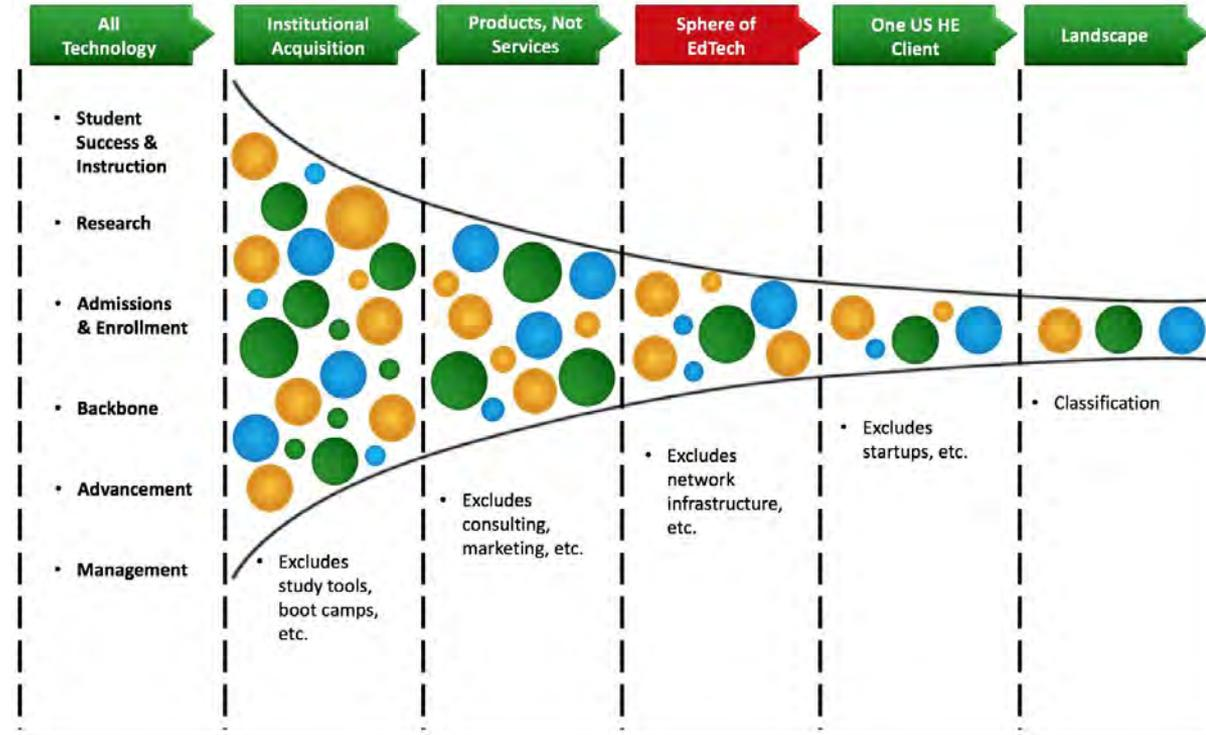 All
Technology
Institutional
Acquisition
Products, Not
Services
Sphere of
EdTech
One US HE
Client
Landscape
• Student
Success &
Instruction
• Research
• Admissions
& Enrollment
• Backbone
• Advancement
• Management
• Excludes
study tools,
boot camps,
etc.
• Excludes
consulting,
marketing, etc.
• Excludes
network
infrastructure,
etc.
• Excludes
startups, etc.
• Classification